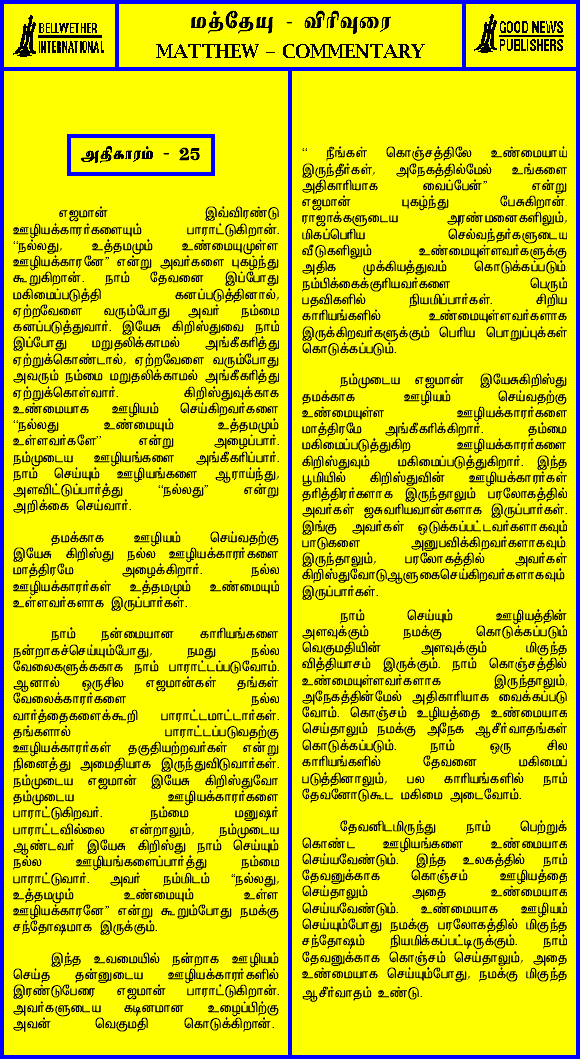 BELLWETHER
INTERNATIONAL
மத்தேயு - விரிவுரை
MATTHEW – COMMENTARY
GOOD NEWS
PUBLISHERS
அதிகாரம் - 25
எஜமான் இவ்விரண்டு
ஊழியக்காரர்களையும் பாராட்டுகிறான்.
“நல்லது, உத்தமமும் உண்மையுமுள்ள
ஊழியக்காரனே” என்று அவர்களை புகழ்ந்து
கூறுகிறான். நாம் தேவனை இப்போது
மகிமைப்படுத்தி கனப்படுத்தினால்,
ஏற்றவேளை வரும்போது அவர் நம்மை
கனப்படுத்துவார். இயேசு கிறிஸ்துவை நாம்
இப்போது மறுதலிக்காமல் அங்கீகரித்து
ஏற்றுக்கொண்டால், ஏற்றவேளை வரும்போது
அவரும் நம்மை மறுதலிக்காமல் அங்கீகரித்து
ஏற்றுக்கொள்வார். கிறிஸ்துவுக்காக
உண்மையாக ஊழியம் செய்கிறவர்களை
“நல்லது உண்மையும் உத்தமமும்
உள்ளவர்களே” என்று அழைப்பார்.
நம்முடைய ஊழியங்களை அங்கீகரிப்பார்.
நாம் செய்யும் ஊழியங்களை ஆராய்ந்து,
அளவிட்டுப்பார்த்து “நல்லது” என்று
அறிக்கை செய்வார்.
தமக்காக ஊழியம் செய்வதற்கு
இயேசு கிறிஸ்து நல்ல ஊழியக்காரர்களை
மாத்திரமே அழைக்கிறார். நல்ல
ஊழியக்காரர்கள் உத்தமமும் உண்மையும்
உள்ளவர்களாக இருப்பார்கள்.
நாம் நன்மையான காரியங்களை
நன்றாகச்செய்யும்போது, நமது நல்ல
வேலைகளுக்ககாக நாம் பாராட்டப்படுவோம்.
ஆனால் ஒருசில எஜமான்கள் தங்கள்
வேலைக்காரர்களை நல்ல
வார்த்தைகளைக்கூறி பாராட்டமாட்டார்கள்.
தங்களால் பாராட்டப்படுவதற்கு
ஊழியக்காரர்கள் தகுதியற்றவர்கள் என்று
நினைத்து அமைதியாக இருந்துவிடுவார்கள்.
நம்முடைய எஜமான் இயேசு கிறிஸ்துவோ
தம்முடைய ஊழியக்காரர்களை
பாராட்டுகிறவர். நம்மை மனுஷர்
பாராட்டவில்லை என்றாலும், நம்முடைய
ஆண்டவர் இயேசு கிறிஸ்து நாம் செய்யும்
நல்ல ஊழியங்களைப்பார்த்து நம்மை
பாராட்டுவார். அவர் நம்மிடம் “நல்லது,
உத்தமமும் உண்மையும் உள்ள
ஊழியக்காரனே” என்று கூறும்போது நமக்கு
சந்தோஷமாக இருக்கும்.
இந்த உவமையில் நன்றாக ஊழியம்
செய்த தன்னுடைய ஊழியக்காரர்களில்
இரண்டுபேரை எஜமான் பாராட்டுகிறான்.
அவர்களுடைய கடினமான உழைப்பிற்கு
அவன் வெகுமதி கொடுக்கிறான்.
“ நீங்கள் கொஞ்சத்திலே உண்மையாய்
இருந்தீர்கள், அநேகத்தின்மேல் உங்களை
அதிகாரியாக வைப்பேன்” என்று
எஜமான் புகழ்ந்து பேசுகிறான்.
ராஜாக்களுடைய அரண்மனைகளிலும்,
மிகப்பெரிய செல்வந்தர்களுடைய
வீடுகளிலும் உண்மையுள்ளவர்களுக்கு
அதிக முக்கியத்துவம் கொடுக்கப்படும்.
நம்பிக்கைக்குரியவர்களை பெரும்
பதவிகளில் நியமிப்பார்கள். சிறிய
காரியங்களில் உண்மையுள்ளவர்களாக
இருக்கிறவர்களுக்கும் பெரிய பொறுப்புக்கள்
கொடுக்கப்படும்.
நம்முடைய எஜமான் இயேசுகிறிஸ்து
தமக்காக ஊழியம் செய்வதற்கு
உண்மையுள்ள ஊழியக்காரர்களை
மாத்திரமே அங்கீகரிக்கிறார். தம்மை
மகிமைப்படுத்துகிற ஊழியக்காரர்களை
கிறிஸ்துவும் மகிமைப்படுத்துகிறார். இந்த
பூமியில் கிறிஸ்துவின் ஊழியக்காரர்கள்
தரித்திரர்களாக இருந்தாலும் பரலோகத்தில்
அவர்கள் ஐசுவரியவான்களாக இருப்பார்கள்.
இங்கு அவர்கள் ஒடுக்கப்பட்டவர்களாகவும்
பாடுகளை அனுபவிக்கிறவர்களாகவும்
இருந்தாலும், பரலோகத்தில் அவர்கள்
கிறிஸ்துவோடுஆளுகைசெய்கிறவர்களாகவும்
இருப்பார்கள்.
நாம் செய்யும் ஊழியத்தின்
அளவுக்கும் நமக்கு கொடுக்கப்படும்
வெகுமதியின் அளவுக்கும் மிகுந்த
வித்தியாசம் இருக்கும். நாம் கொஞ்சத்தில்
உண்மையுள்ளவர்களாக இருந்தாலும்,
அநேகத்தின்மேல் அதிகாரியாக வைக்கப்படு
வோம். கொஞ்சம் உழியத்தை உண்மையாக
செய்தாலும் நமக்கு அநேக ஆசீர்வாதங்கள்
கொடுக்கப்படும். நாம் ஒரு சில
காரியங்களில் தேவனை மகிமைப்
படுத்தினாலும், பல காரியங்களில் நாம்
தேவனோடுகூட மகிமை அடைவோம்.
தேவனிடமிருந்து நாம் பெற்றுக்
கொண்ட ஊழியங்களை உண்மையாக
செய்யவேண்டும். இந்த உலகத்தில் நாம்
தேவனுக்காக கொஞ்சம் ஊழியத்தை
செய்தாலும் அதை உண்மையாக
செய்யவேண்டும். உண்மையாக ஊழியம்
செய்யும்போது நமக்கு பரலோகத்தில் மிகுந்த
சந்தோஷம் நியமிக்கப்பட்டிருக்கும். நாம்
தேவனுக்காக கொஞ்சம் செய்தாலும், அதை
உண்மையாக செய்யும்போது, நமக்கு மிகுந்த
ஆசீர்வாதம் உண்டு.